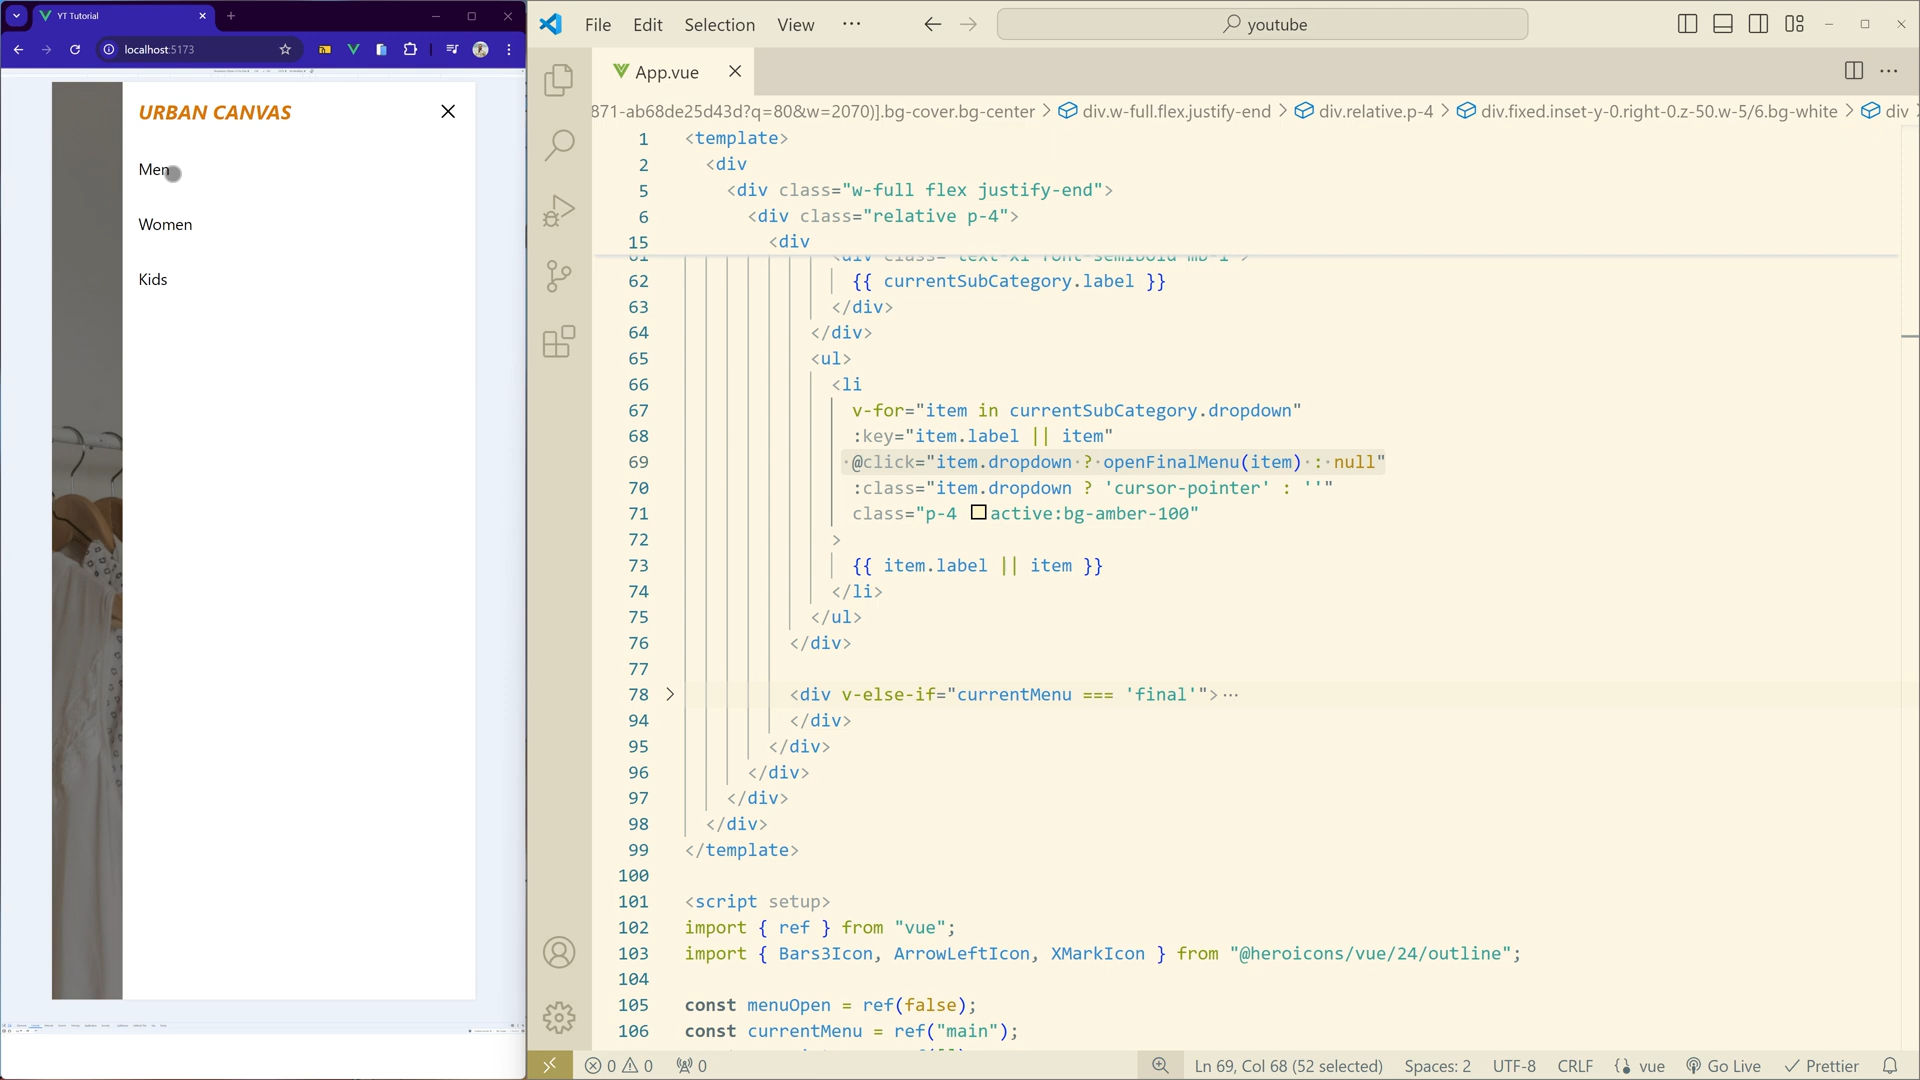 YT Tutorial
localhost:5173
URBAN CANVAS
Men
Women
Kids
File Edit Selection View ···
youtube
App.vue
871-ab68de25d43d?q=80&w=2070)].bg-cover.bg-center > div.w-full.flex.justify-end > div.relative.p-4 > div.fixed.inset-y-0.right-0.z-50.w-5/6.bg-white > div
1 <template>
2 <div
5 <div class="w-full flex justify-end">
6 <div class="relative p-4">
15 <div
61 <div class="text-xl font-semibold mb-1">
62 {{ currentSubCategory.label }}
63 </div>
64 </div>
65 <ul>
66 <li
67 v-for="item in currentSubCategory.dropdown"
68 :key="item.label || item"
69 @click="item.dropdown ? openFinalMenu(item) : null"
70 :class="item.dropdown ? 'cursor-pointer' : ''"
71 class="p-4 active:bg-amber-100"
72 >
73 {{ item.label || item }}
74 </li>
75 </ul>
76 </div>
77
78 <div v-else-if="currentMenu === 'final'">···
94 </div>
95 </div>
96 </div>
97 </div>
98 </div>
99 </template>
100
101 <script setup>
102 import { ref } from "vue";
103 import { Bars3Icon, ArrowLeftIcon, XMarkIcon } from "@heroicons/vue/24/outline";
104
105 const menuOpen = ref(false);
106 const currentMenu = ref("main");
0 0 0 Ln 69, Col 68 (52 selected) Spaces: 2 UTF-8 CRLF vue Go Live Prettier